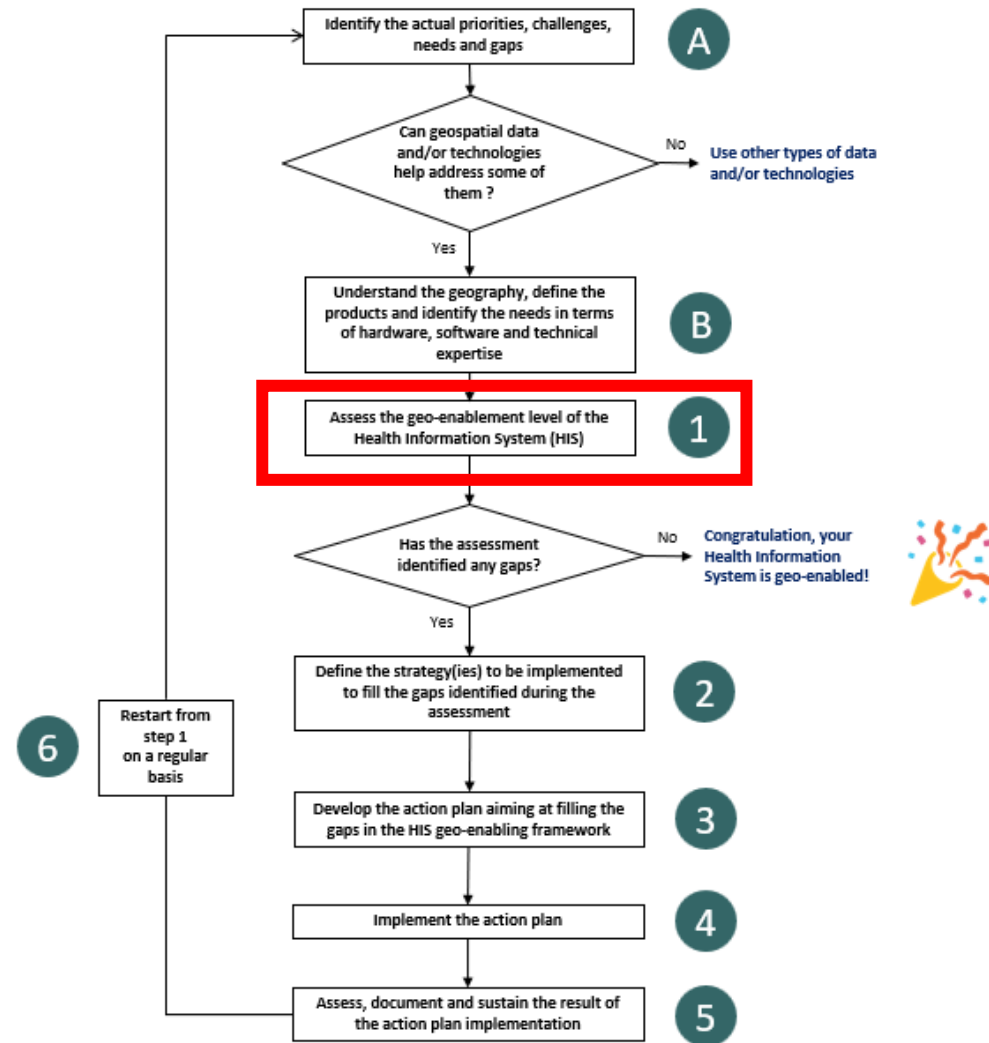 Identify the actual priorities, challenges,
needs and gaps
A
Can geospatial data
and/or technologies
help address some of
them ?
No
Use other types of data
and/or technologies
Yes
Understand the geography, define the
products and identify the needs in terms
of hardware, software and technical
expertise
B
Assess the geo-enablement level of the
Health Information System (HIS)
1
Has the assessment
identified any gaps?
No
Congratulation, your
Health Information
System is geo-enabled!
Yes
Define the strategy(ies) to be implemented
to fill the gaps identified during the
assessment
2
Restart from
step 1
on a regular
basis
6
Develop the action plan aiming at filling the
gaps in the HIS geo-enabling framework
3
Implement the action plan
4
Assess, document and sustain the result of
the action plan implementation
5